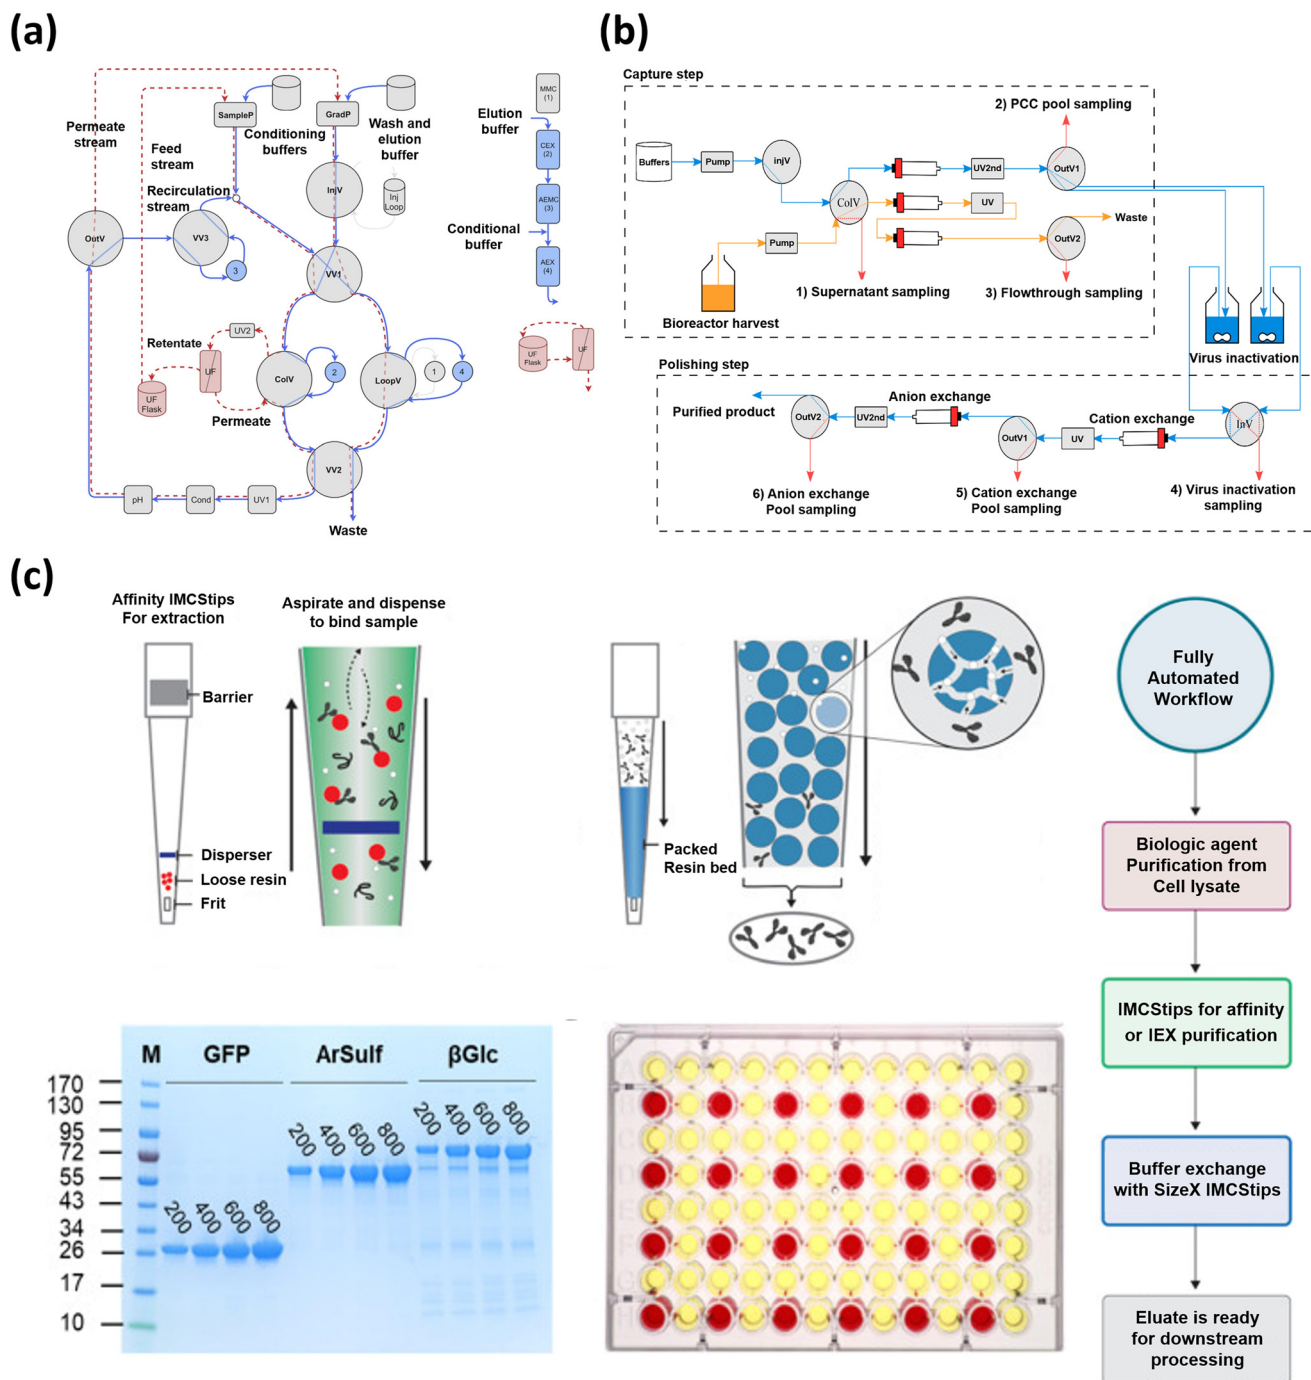 (a)
Permeate
stream
SampleP
GradP
Conditioning
buffers
Wash and
elution
buffer
Feed
stream
Recirculation
stream
InjV
Inj
Loop
OutV
VV3
3
VV1
Retentate
UV2
UF
UF
Flask
ColV
2
LoopV
1
4
Permeate
VV2
pH
Cond
UV1
Waste
MMC
(1)
Elution
buffer
CEX
(2)
AEMC
(3)
Conditional
buffer
AEX
(4)
UF
Flask
UF
(b)
Capture step
2) PCC pool sampling
Buffers
Pump
injV
UV2nd
OutV1
ColV
UV
Waste
Pump
OutV2
1) Supernatant sampling
3) Flowthrough sampling
Bioreactor harvest
Virus inactivation
Polishing step
Purified product
OutV2
UV2nd
Anion exchange
OutV1
UV
Cation exchange
InV
6) Anion exchange
Pool sampling
5) Cation exchange
Pool sampling
4) Virus inactivation
sampling
(c)
Affinity IMCStips
For extraction
Barrier
Disperser
Loose resin
Frit
Aspirate and dispense
to bind sample
Packed
Resin bed
Fully
Automated
Workflow
Biologic agent
Purification from
Cell lysate
IMCStips for affinity
or IEX purification
Buffer exchange
with SizeX IMCStips
Eluate is ready
for downstream
processing
M
GFP
ArSulf
βGlc
170
130
95
72
55
43
34
26
17
10
200
400
600
800
200
400
600
800
200
400
600
800